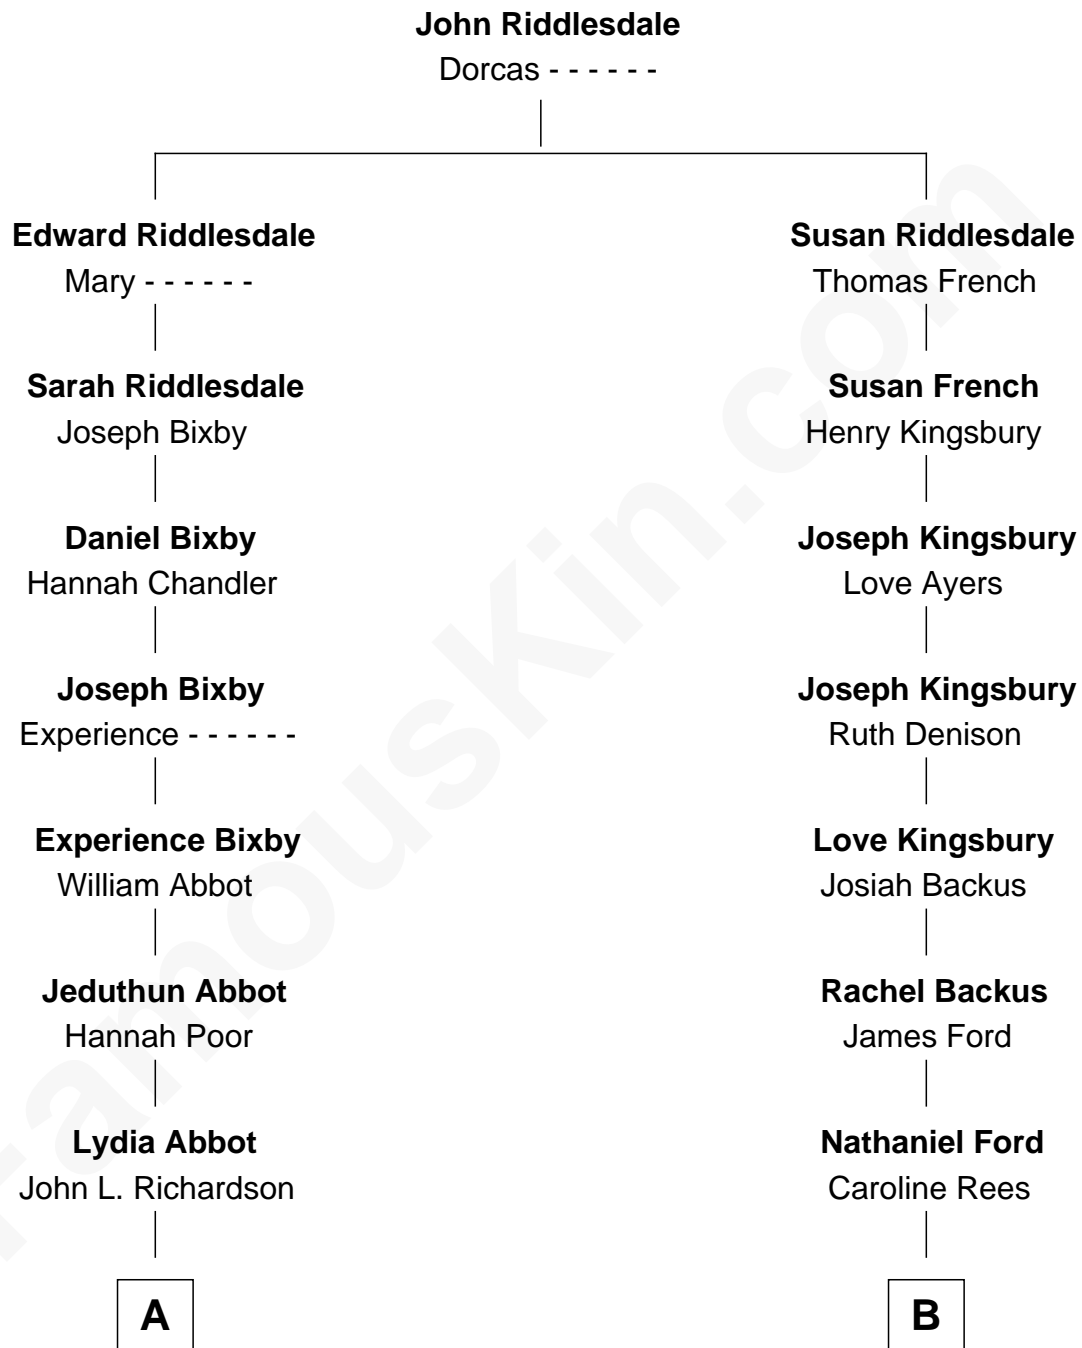 John Riddlesdale
Dorcas - - - - - -
Edward Riddlesdale
Mary - - - - - -
Sarah Riddlesdale
Joseph Bixby
Daniel Bixby
Hannah Chandler
Joseph Bixby
Experience - - - - - -
Experience Bixby
William Abbot
Jeduthun Abbot
Hannah Poor
Lydia Abbot
John L. Richardson
A
Susan Riddlesdale
Thomas French
Susan French
Henry Kingsbury
Joseph Kingsbury
Love Ayers
Joseph Kingsbury
Ruth Denison
Love Kingsbury
Josiah Backus
Rachel Backus
James Ford
Nathaniel Ford
Caroline Rees
B
FamousKin.com